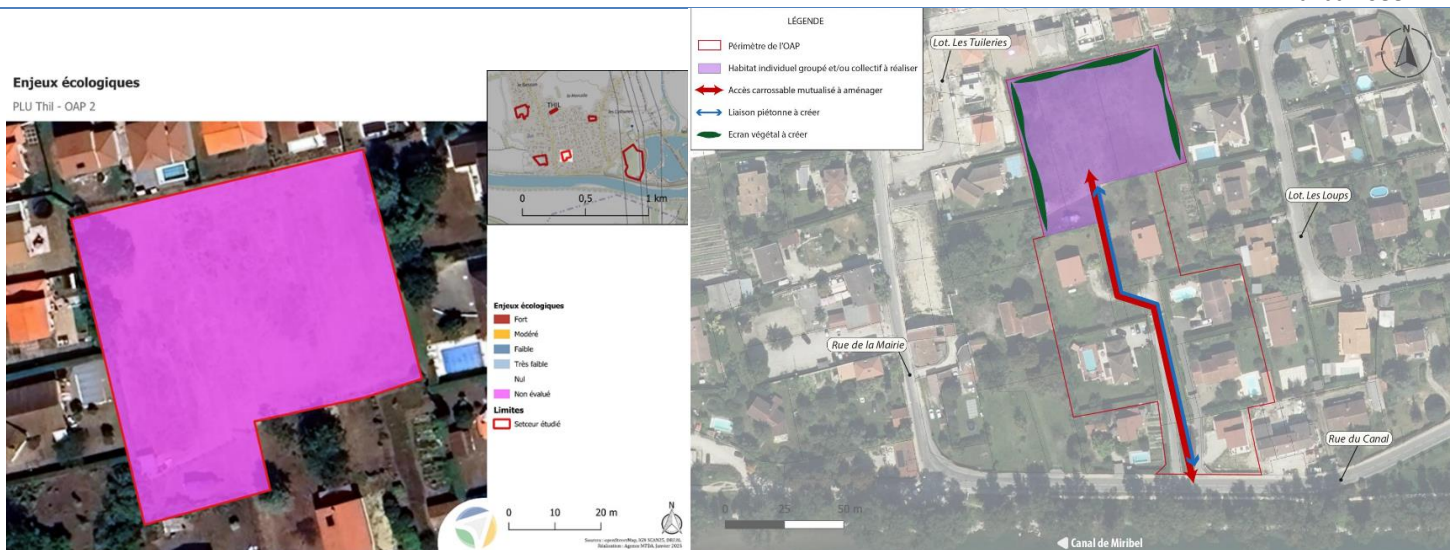 Enjeux écologiques
PLU Thil - OAP 2
THIL
0 0,5 1 km
Enjeux écologiques
Fort
Modéré
Faible
Très faible
Nul
Non évalué
Limites
Setceur étudié
0 10 20 m
N
LÉGENDE
Périmètre de l'OAP
Habitat individuel groupé et/ou collectif à réaliser
Accès carrossable mutualisé à aménager
Liaison piétonne à créer
Ecran végétal à créer
Lot. Les Tuileries
N
Lot. Les Loups
Rue de la Mairie
Rue du Canal
0 25 50 m
Canal de Miribel